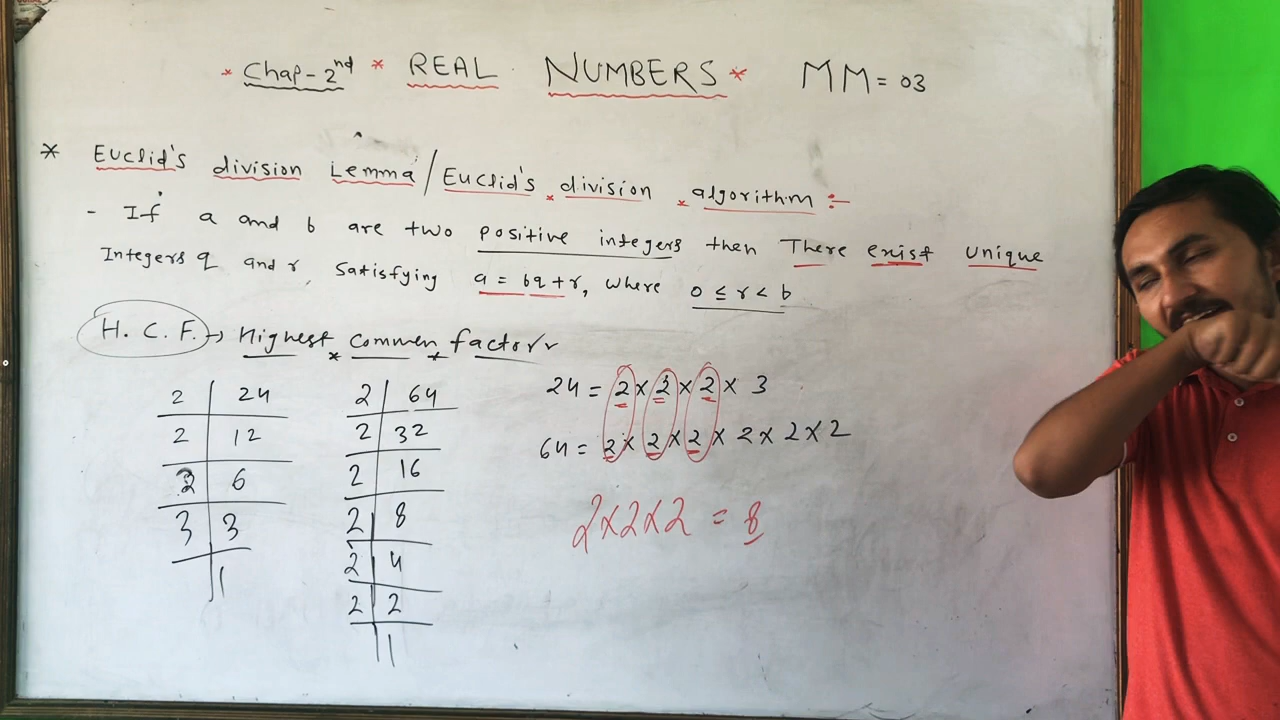 * Chap-2nd * REAL NUMBERS * MM = 03
* Euclid's division Lemma / Euclid's division algorithm :-
- If a and b are two positive integers then There exist unique
Integers q and r Satisfying a = bq + r, where 0 ≤ r < b
H. C. F. → Highest * commen * factorr
2 | 24
2 | 12
2 | 6
3 | 3
| 1
2 | 64
2 | 32
2 | 16
2 | 8
2 | 4
2 | 2
| 1
24 = 2 × 2 × 2 × 3
64 = 2 × 2 × 2 × 2 × 2 × 2
2 × 2 × 2 = 8